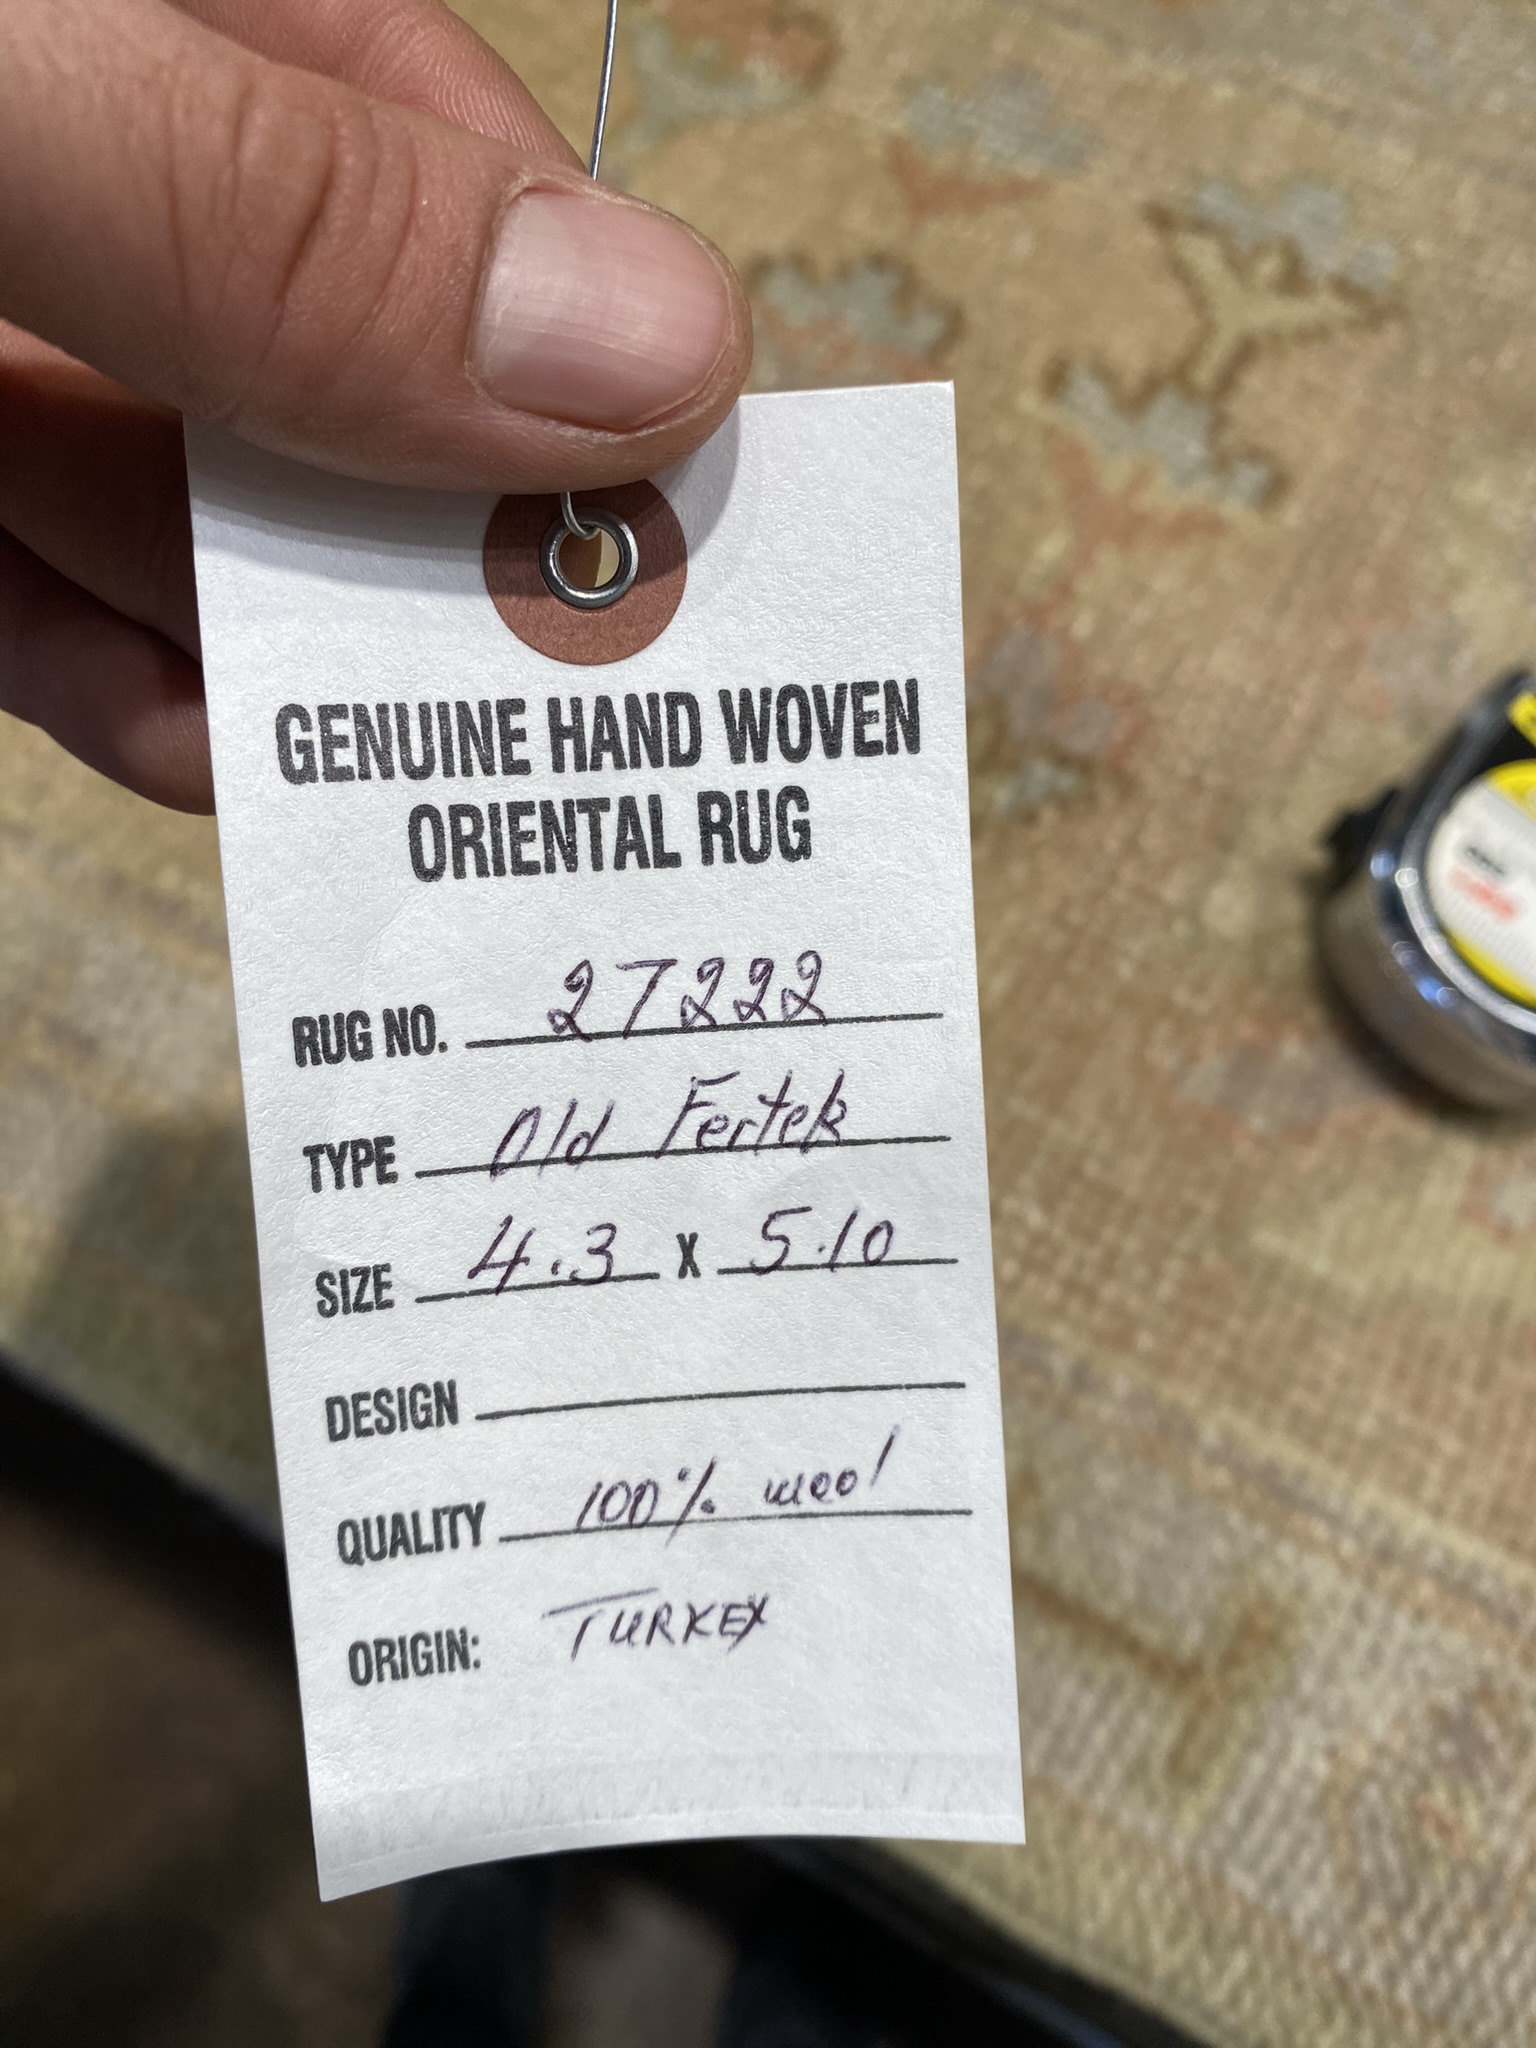 GENUINE HAND WOVEN
ORIENTAL RUG
RUG NO. 27222
TYPE Old Fertek
SIZE 4.3 X 5.10
DESIGN
QUALITY 100% wool
ORIGIN: TURKEY